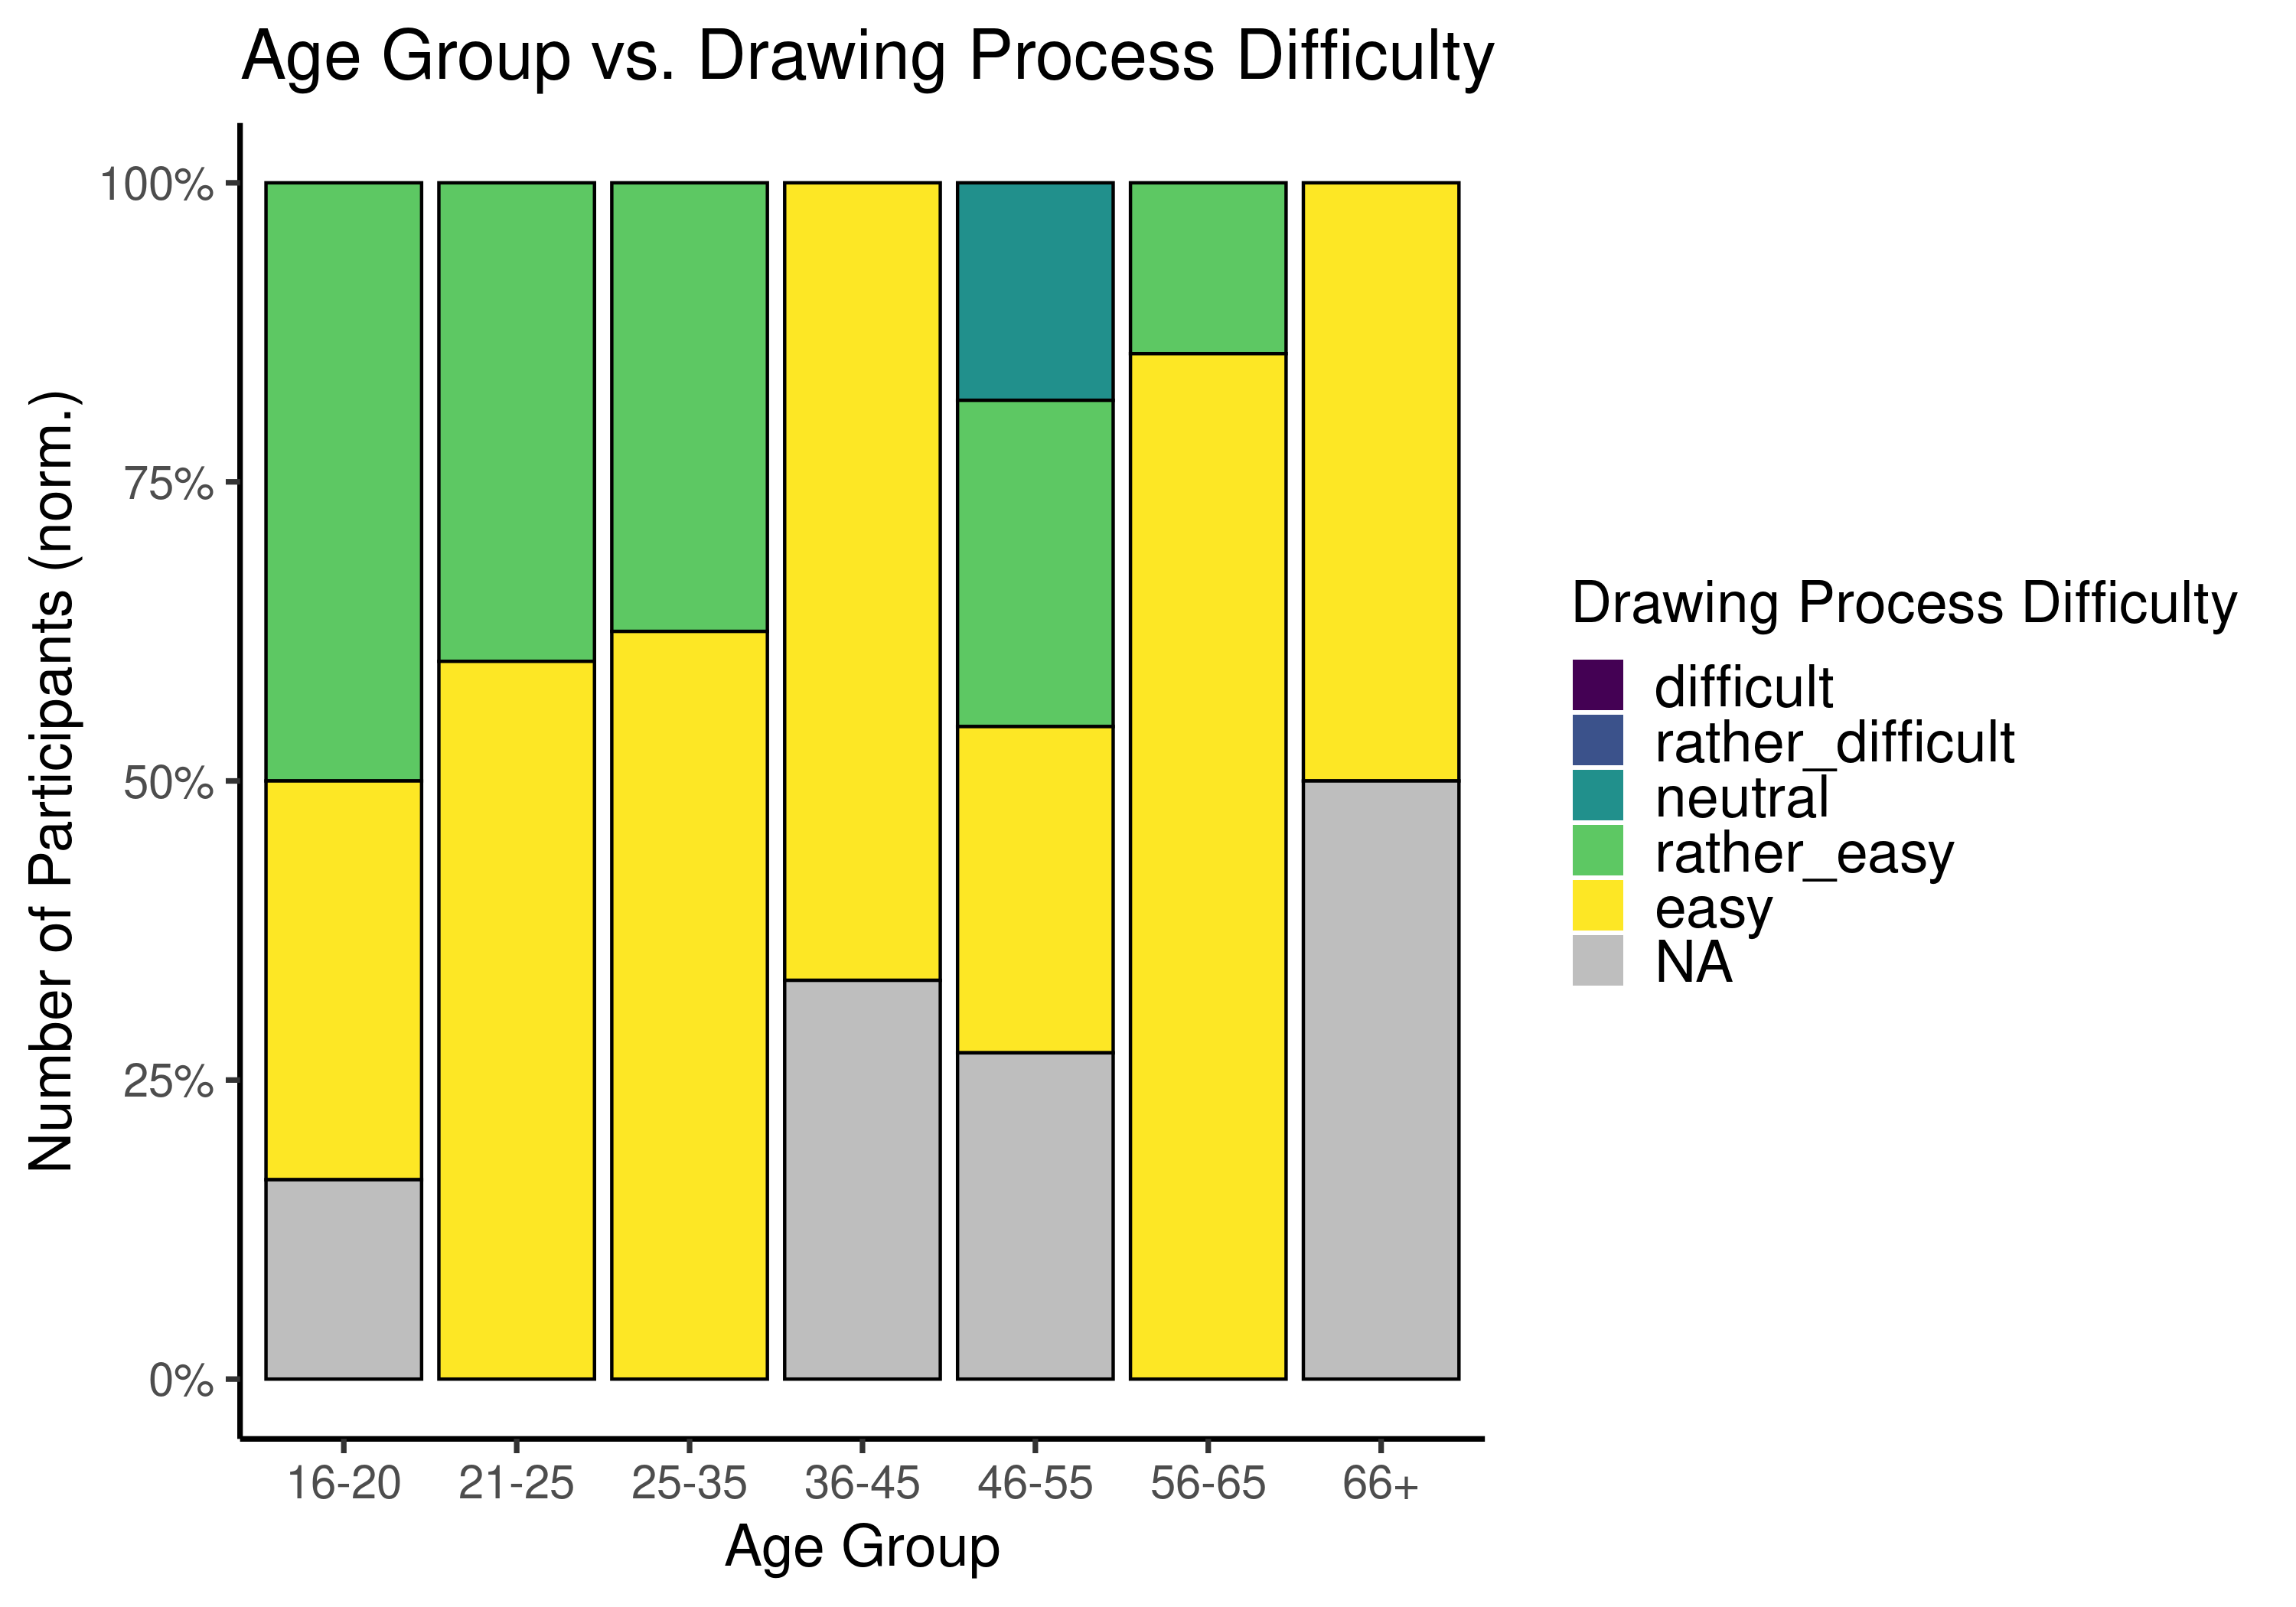 Age Group vs. Drawing Process Difficulty
Number of Participants (norm.)
100%
75%
50%
25%
0%
16-20 21-25 25-35 36-45 46-55 56-65 66+
Age Group
Drawing Process Difficulty
difficult
rather_difficult
neutral
rather_easy
easy
NA